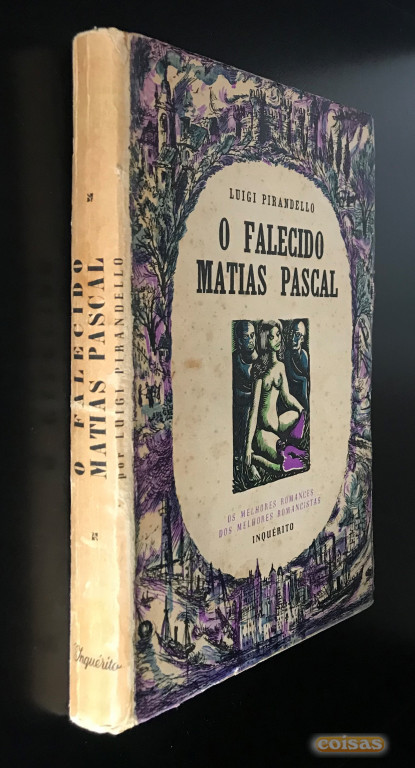 LUIGI PIRANDELLO
O FALECIDO
MATIAS PASCAL
OS MELHORES ROMANCES
DOS MELHORES ROMANCISTAS
INQUÉRITO
O FALECIDO
MATIAS PASCAL
por LUIGI PIRANDELLO
Inquérito
coisas